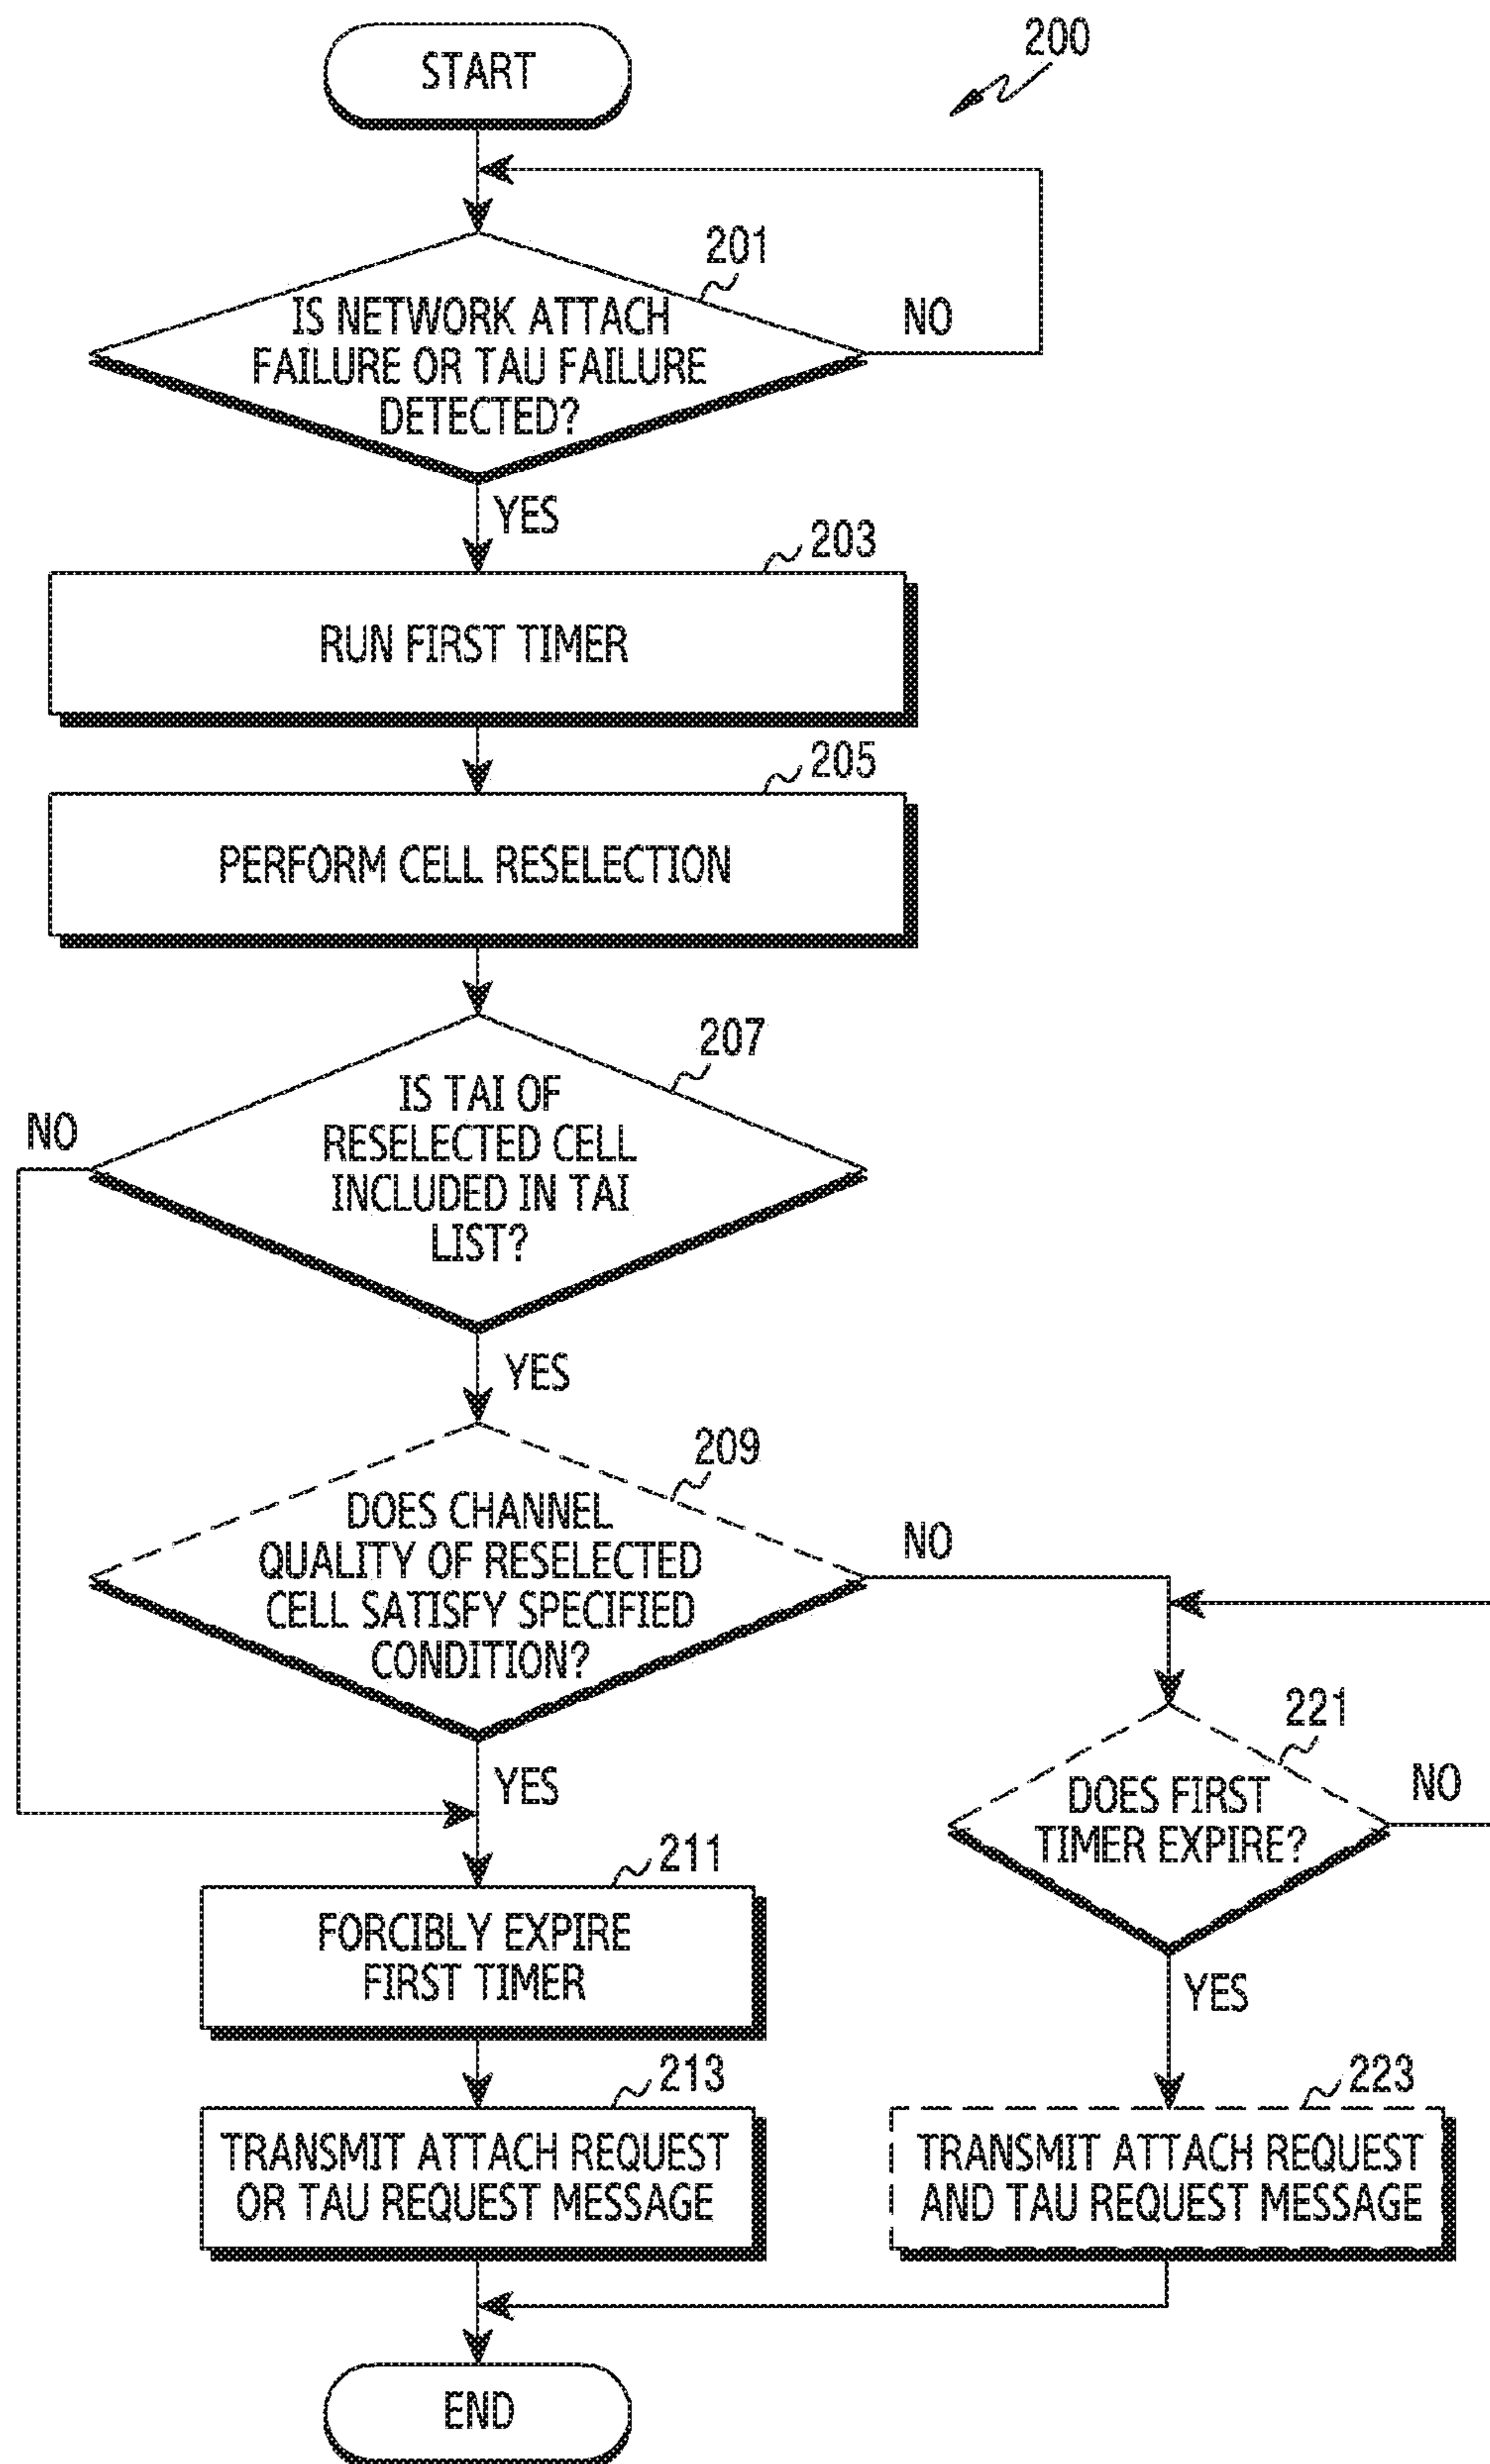 START
200
201
IS NETWORK ATTACH
FAILURE OR TAU FAILURE
DETECTED?
NO
YES
203
RUN FIRST TIMER
205
PERFORM CELL RESELECTION
207
IS TAI OF
RESELECTED CELL
INCLUDED IN TAI
LIST?
NO
YES
209
DOES CHANNEL
QUALITY OF RESELECTED
CELL SATISFY SPECIFIED
CONDITION?
NO
YES
221
DOES FIRST
TIMER EXPIRE?
NO
YES
211
FORCIBLY EXPIRE
FIRST TIMER
213
TRANSMIT ATTACH REQUEST
OR TAU REQUEST MESSAGE
223
TRANSMIT ATTACH REQUEST
AND TAU REQUEST MESSAGE
END